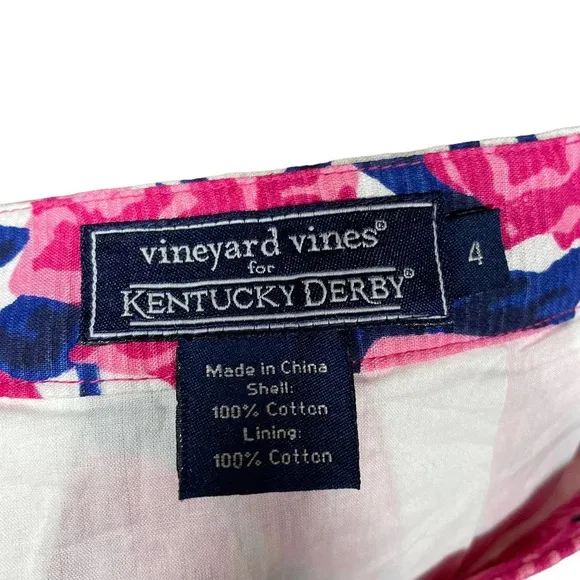 vineyard vines®
for
KENTUCKY DERBY®
4
Made in China
Shell:
100% Cotton
Lining:
100% Cotton